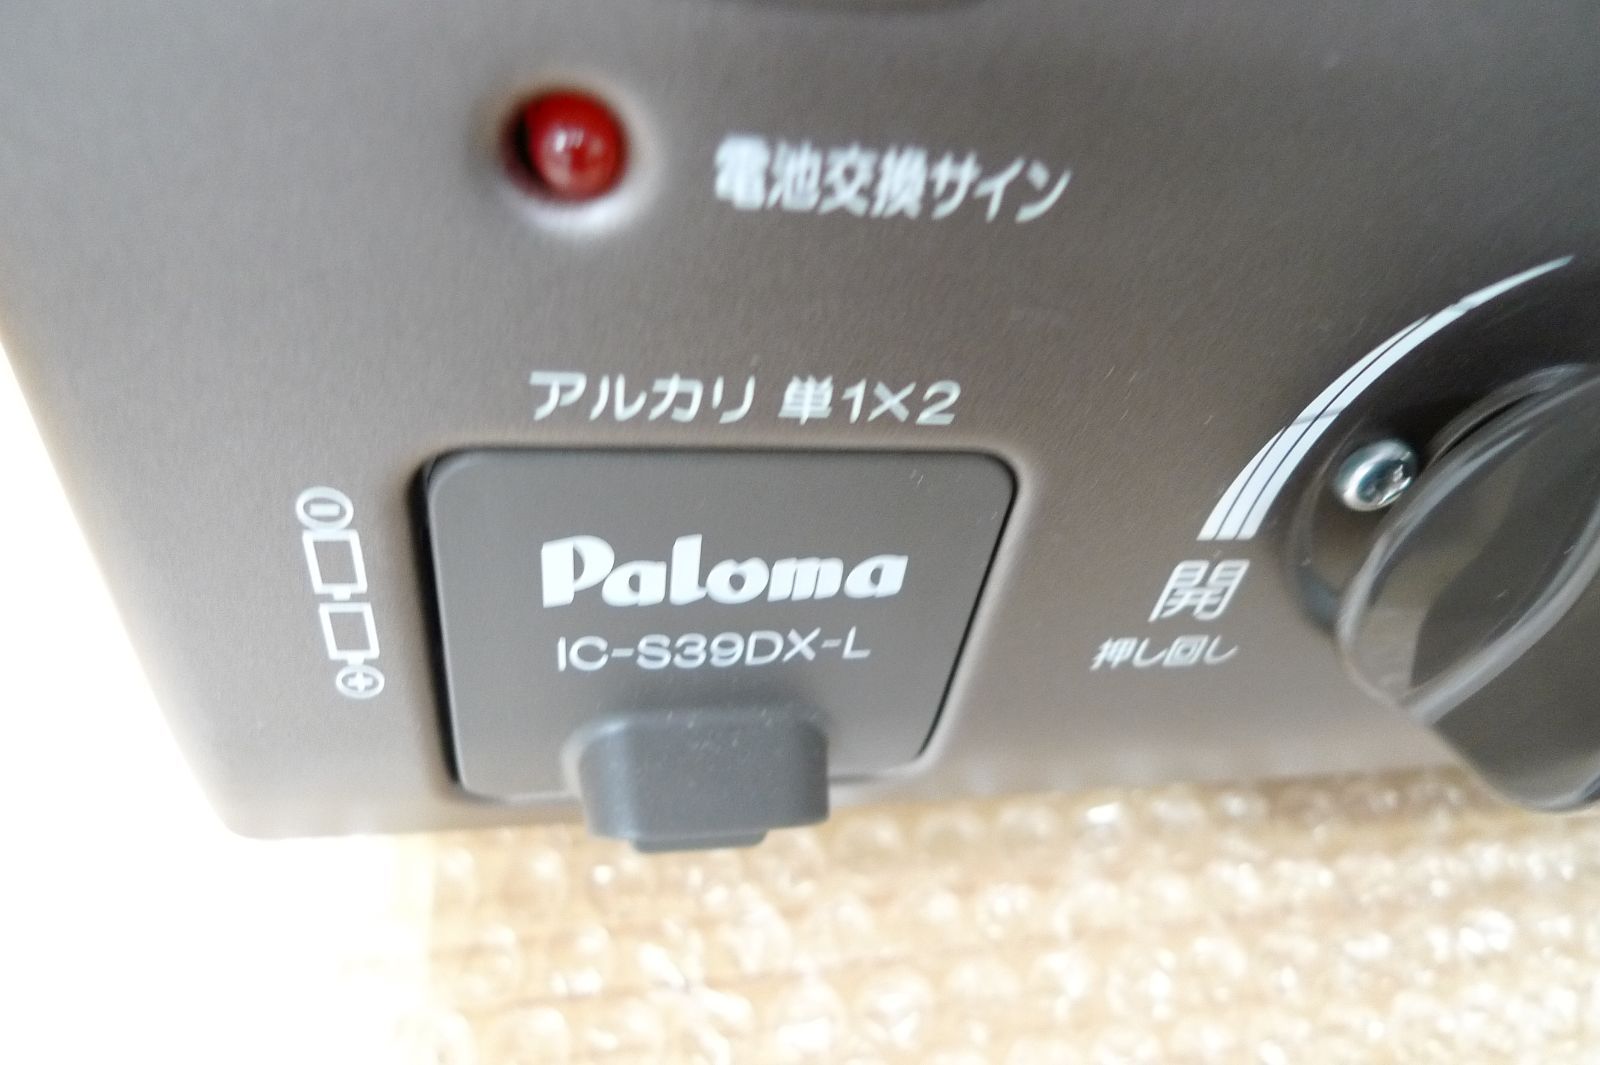 電池交換サイン
アルカリ 単1×2
Paloma
IC-S39DX-L
開
押し回し